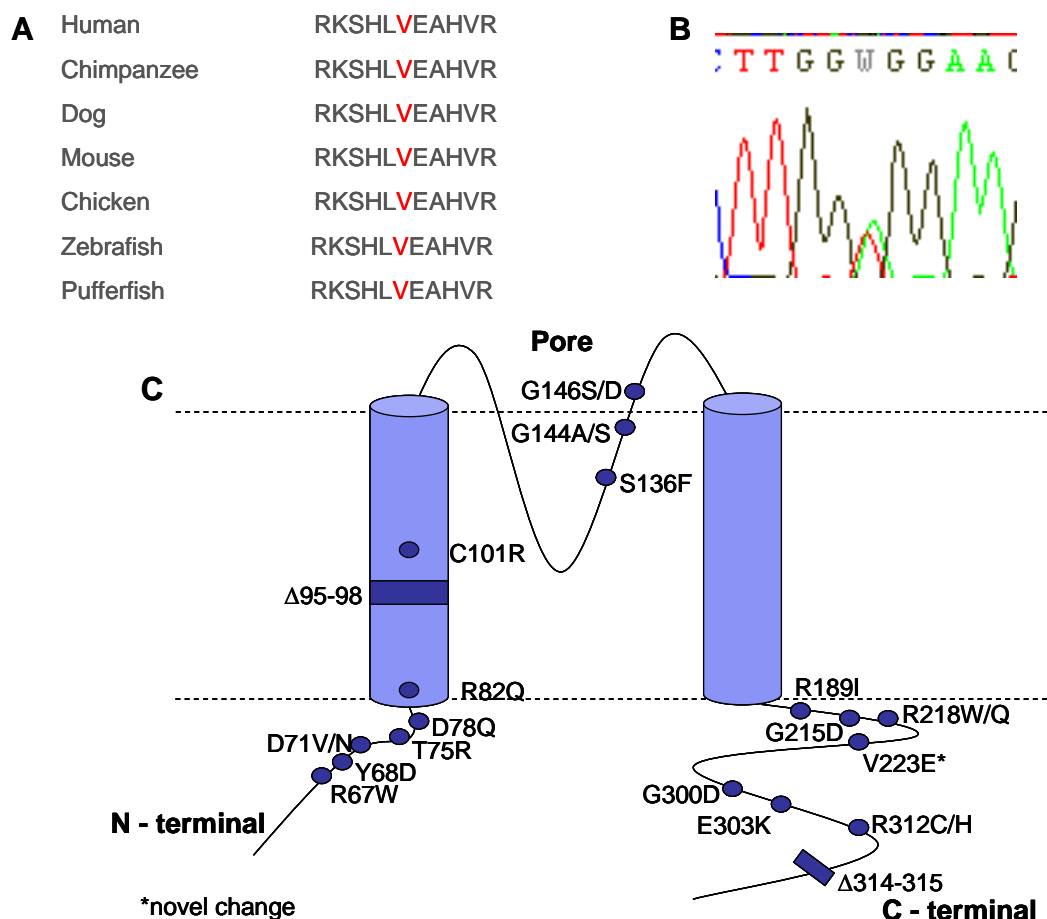 A
Human RKSHLVEAHVR
Chimpanzee RKSHLVEAHVR
Dog RKSHLVEAHVR
Mouse RKSHLVEAHVR
Chicken RKSHLVEAHVR
Zebrafish RKSHLVEAHVR
Pufferfish RKSHLVEAHVR
B
T T G G W G G A A
C
Pore
G146S/D
G144A/S
S136F
C101R
Δ95-98
R82Q
D78Q
T75R
D71V/N
Y68D
R67W
N - terminal
R189I
R218W/Q
G215D
V223E*
G300D
E303K
R312C/H
Δ314-315
C - terminal
*novel change